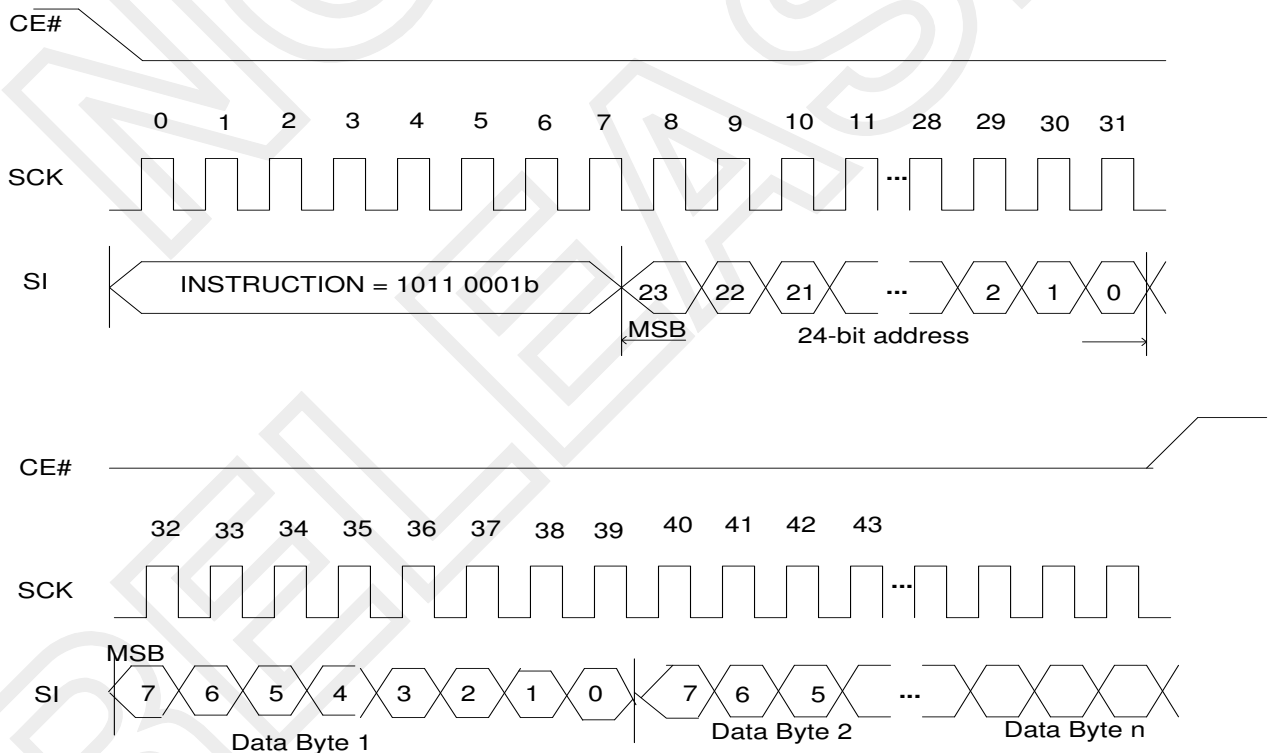 CE#
0 1 2 3 4 5 6 7 8 9 10 11 28 29 30 31
SCK ...
SI INSTRUCTION = 1011 0001b 23 22 21 ... 2 1 0
MSB 24-bit address
CE#
32 33 34 35 36 37 38 39 40 41 42 43
SCK ...
MSB
SI 7 6 5 4 3 2 1 0 7 6 5 ...
Data Byte 1 Data Byte 2 Data Byte n